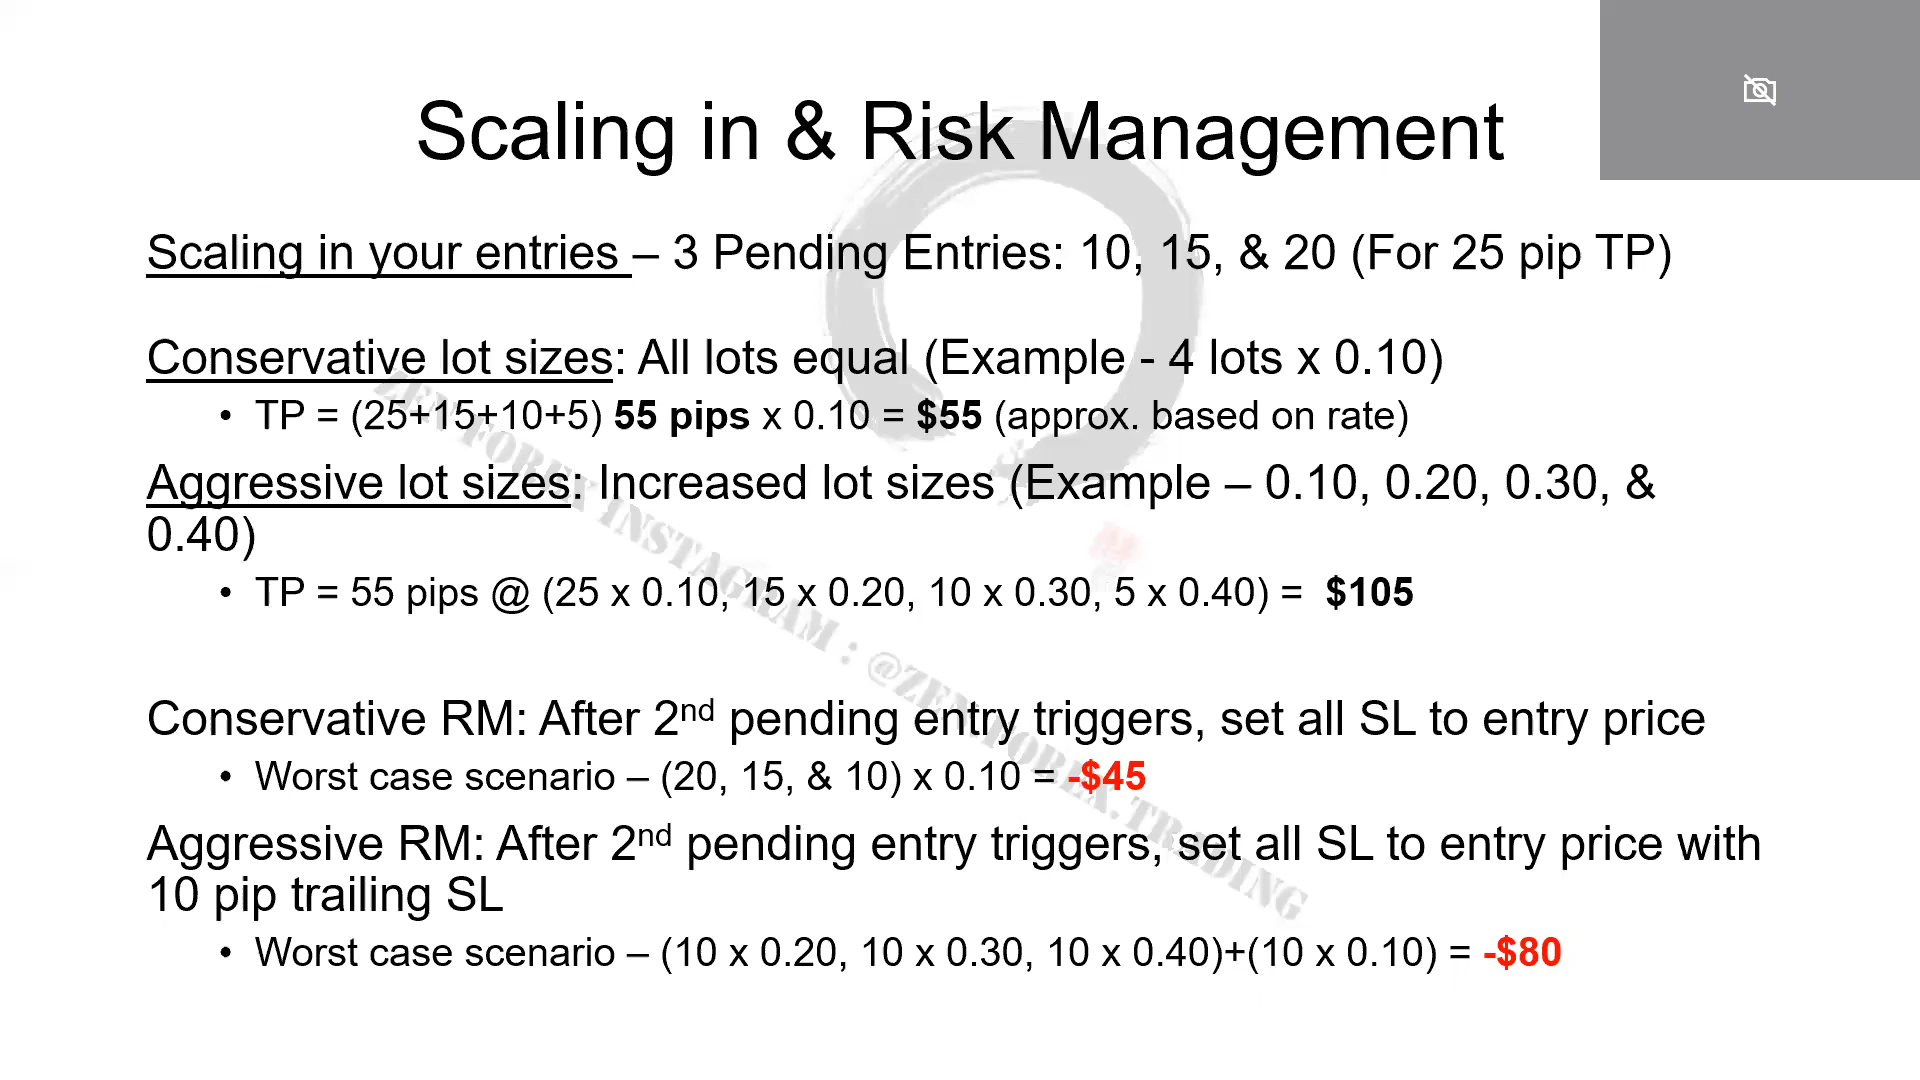 Scaling in & Risk Management
Scaling in your entries – 3 Pending Entries: 10, 15, & 20 (For 25 pip TP)
Conservative lot sizes: All lots equal (Example - 4 lots x 0.10)
• TP = (25+15+10+5) 55 pips x 0.10 = $55 (approx. based on rate)
Aggressive lot sizes: Increased lot sizes (Example – 0.10, 0.20, 0.30, &
0.40)
• TP = 55 pips @ (25 x 0.10, 15 x 0.20, 10 x 0.30, 5 x 0.40) = $105
Conservative RM: After 2nd pending entry triggers, set all SL to entry price
• Worst case scenario – (20, 15, & 10) x 0.10 = -$45
Aggressive RM: After 2nd pending entry triggers, set all SL to entry price with
10 pip trailing SL
• Worst case scenario – (10 x 0.20, 10 x 0.30, 10 x 0.40)+(10 x 0.10) = -$80
ZEN FOREX INSTAGRAM : @ZEN.FOREX.TRADING